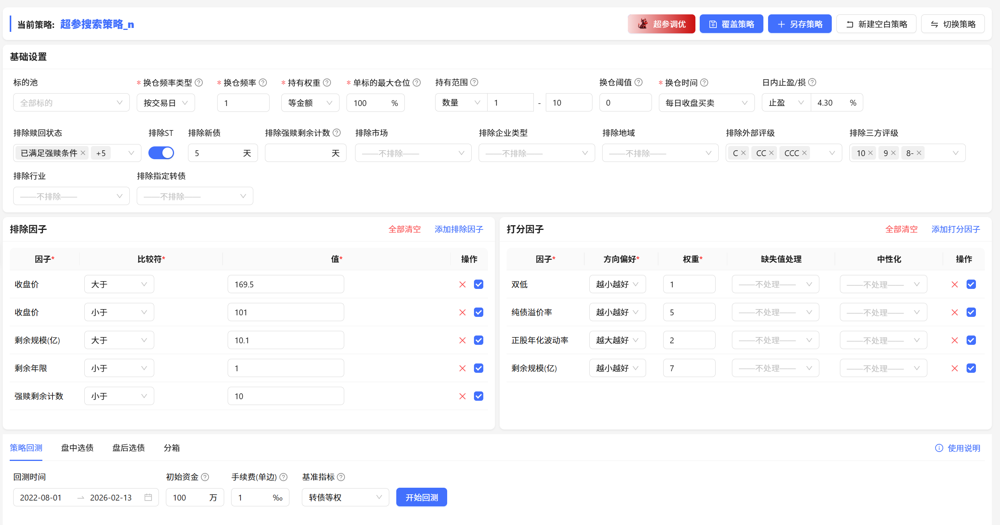 当前策略: 超参搜索策略_n 超参调优 覆盖策略 + 另存策略 新建空白策略 切换策略
基础设置
标的池 * 换仓频率类型 * 换仓频率 * 持有权重 * 单标的最大仓位 持有范围 换仓阈值 * 换仓时间 日内止盈/损
全部标的 按交易日 1 等金额 100 % 数量 1 - 10 0 每日收盘买卖 止盈 4.30 %
排除赎回状态 排除ST 排除新债 排除强赎剩余计数 排除市场 排除企业类型 排除地域 排除外部评级 排除三方评级
已满足强赎条件 +5 5 天 天 ——不排除—— ——不排除—— ——不排除—— C CC CCC 10 9 8-
排除行业 排除指定转债
——不排除—— ——不排除——
排除因子 全部清空 添加排除因子
因子* 比较符* 值* 操作
收盘价 大于 169.5
收盘价 小于 101
剩余规模(亿) 大于 10.1
剩余年限 小于 1
强赎剩余计数 小于 10
打分因子 全部清空 添加打分因子
因子* 方向偏好* 权重* 缺失值处理 中性化 操作
双低 越小越好 1 ——不处理—— ——不处理——
纯债溢价率 越小越好 5 ——不处理—— ——不处理——
正股年化波动率 越大越好 2 ——不处理—— ——不处理——
剩余规模(亿) 越小越好 7 ——不处理—— ——不处理——
策略回测 盘中选债 盘后选债 分箱 使用说明
回测时间 初始资金 手续费(单边) 基准指标
2022-08-01 → 2026-02-13 100 万 1 ‰ 转债等权 开始回测